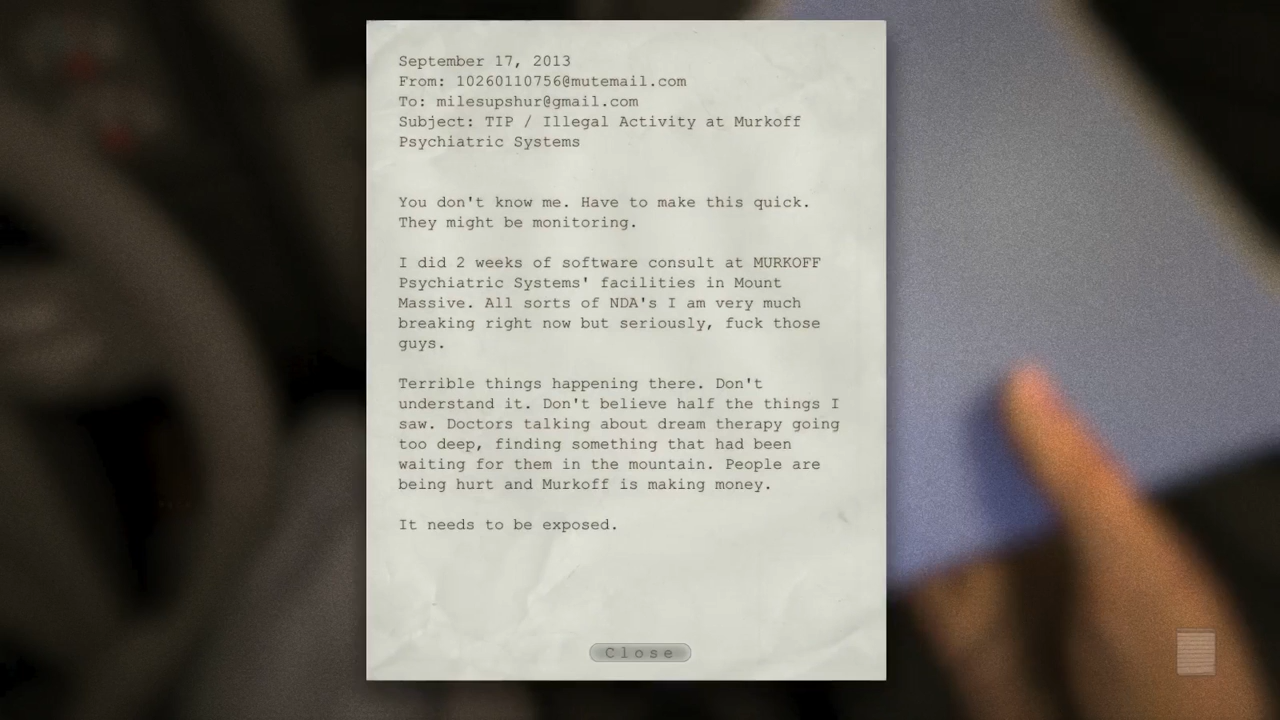 September 17, 2013
From: 10260110756@mutemail.com
To: milesupshur@gmail.com
Subject: TIP / Illegal Activity at Murkoff
Psychiatric Systems
You don't know me. Have to make this quick.
They might be monitoring.
I did 2 weeks of software consult at MURKOFF
Psychiatric Systems' facilities in Mount
Massive. All sorts of NDA's I am very much
breaking right now but seriously, fuck those
guys.
Terrible things happening there. Don't
understand it. Don't believe half the things I
saw. Doctors talking about dream therapy going
too deep, finding something that had been
waiting for them in the mountain. People are
being hurt and Murkoff is making money.
It needs to be exposed.
Close